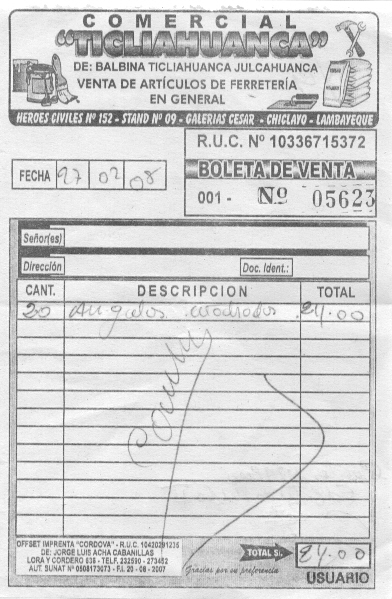 COMERCIAL
"TICLIAHUANCA"
DE: BALBINA TICLIAHUANCA JULCAHUANCA
VENTA DE ARTÍCULOS DE FERRETERÍA
EN GENERAL
HEROES CIVILES Nº 152 - STAND Nº 09 - GALERIAS CESAR - CHICLAYO - LAMBAYEQUE
R.U.C. Nº 10336715372
FECHA 27 02 08
BOLETA DE VENTA
001 - Nº 05623
Señor(es)
Dirección Doc. Ident.:
CANT. DESCRIPCION TOTAL
20 Angulos cuadrados 24.00
OFFSET IMPRENTA "CORDOVA" - R.U.C. 10420291235
DE: JORGE LUIS ACHA CABANILLAS
LORA Y CORDERO 838 - TELF. 232590 - 273482
AUT. SUNAT Nº 0908173073 - F.I. 20 - 08 - 2007
Gracias por su preferencia
TOTAL S/. 24.00
USUARIO